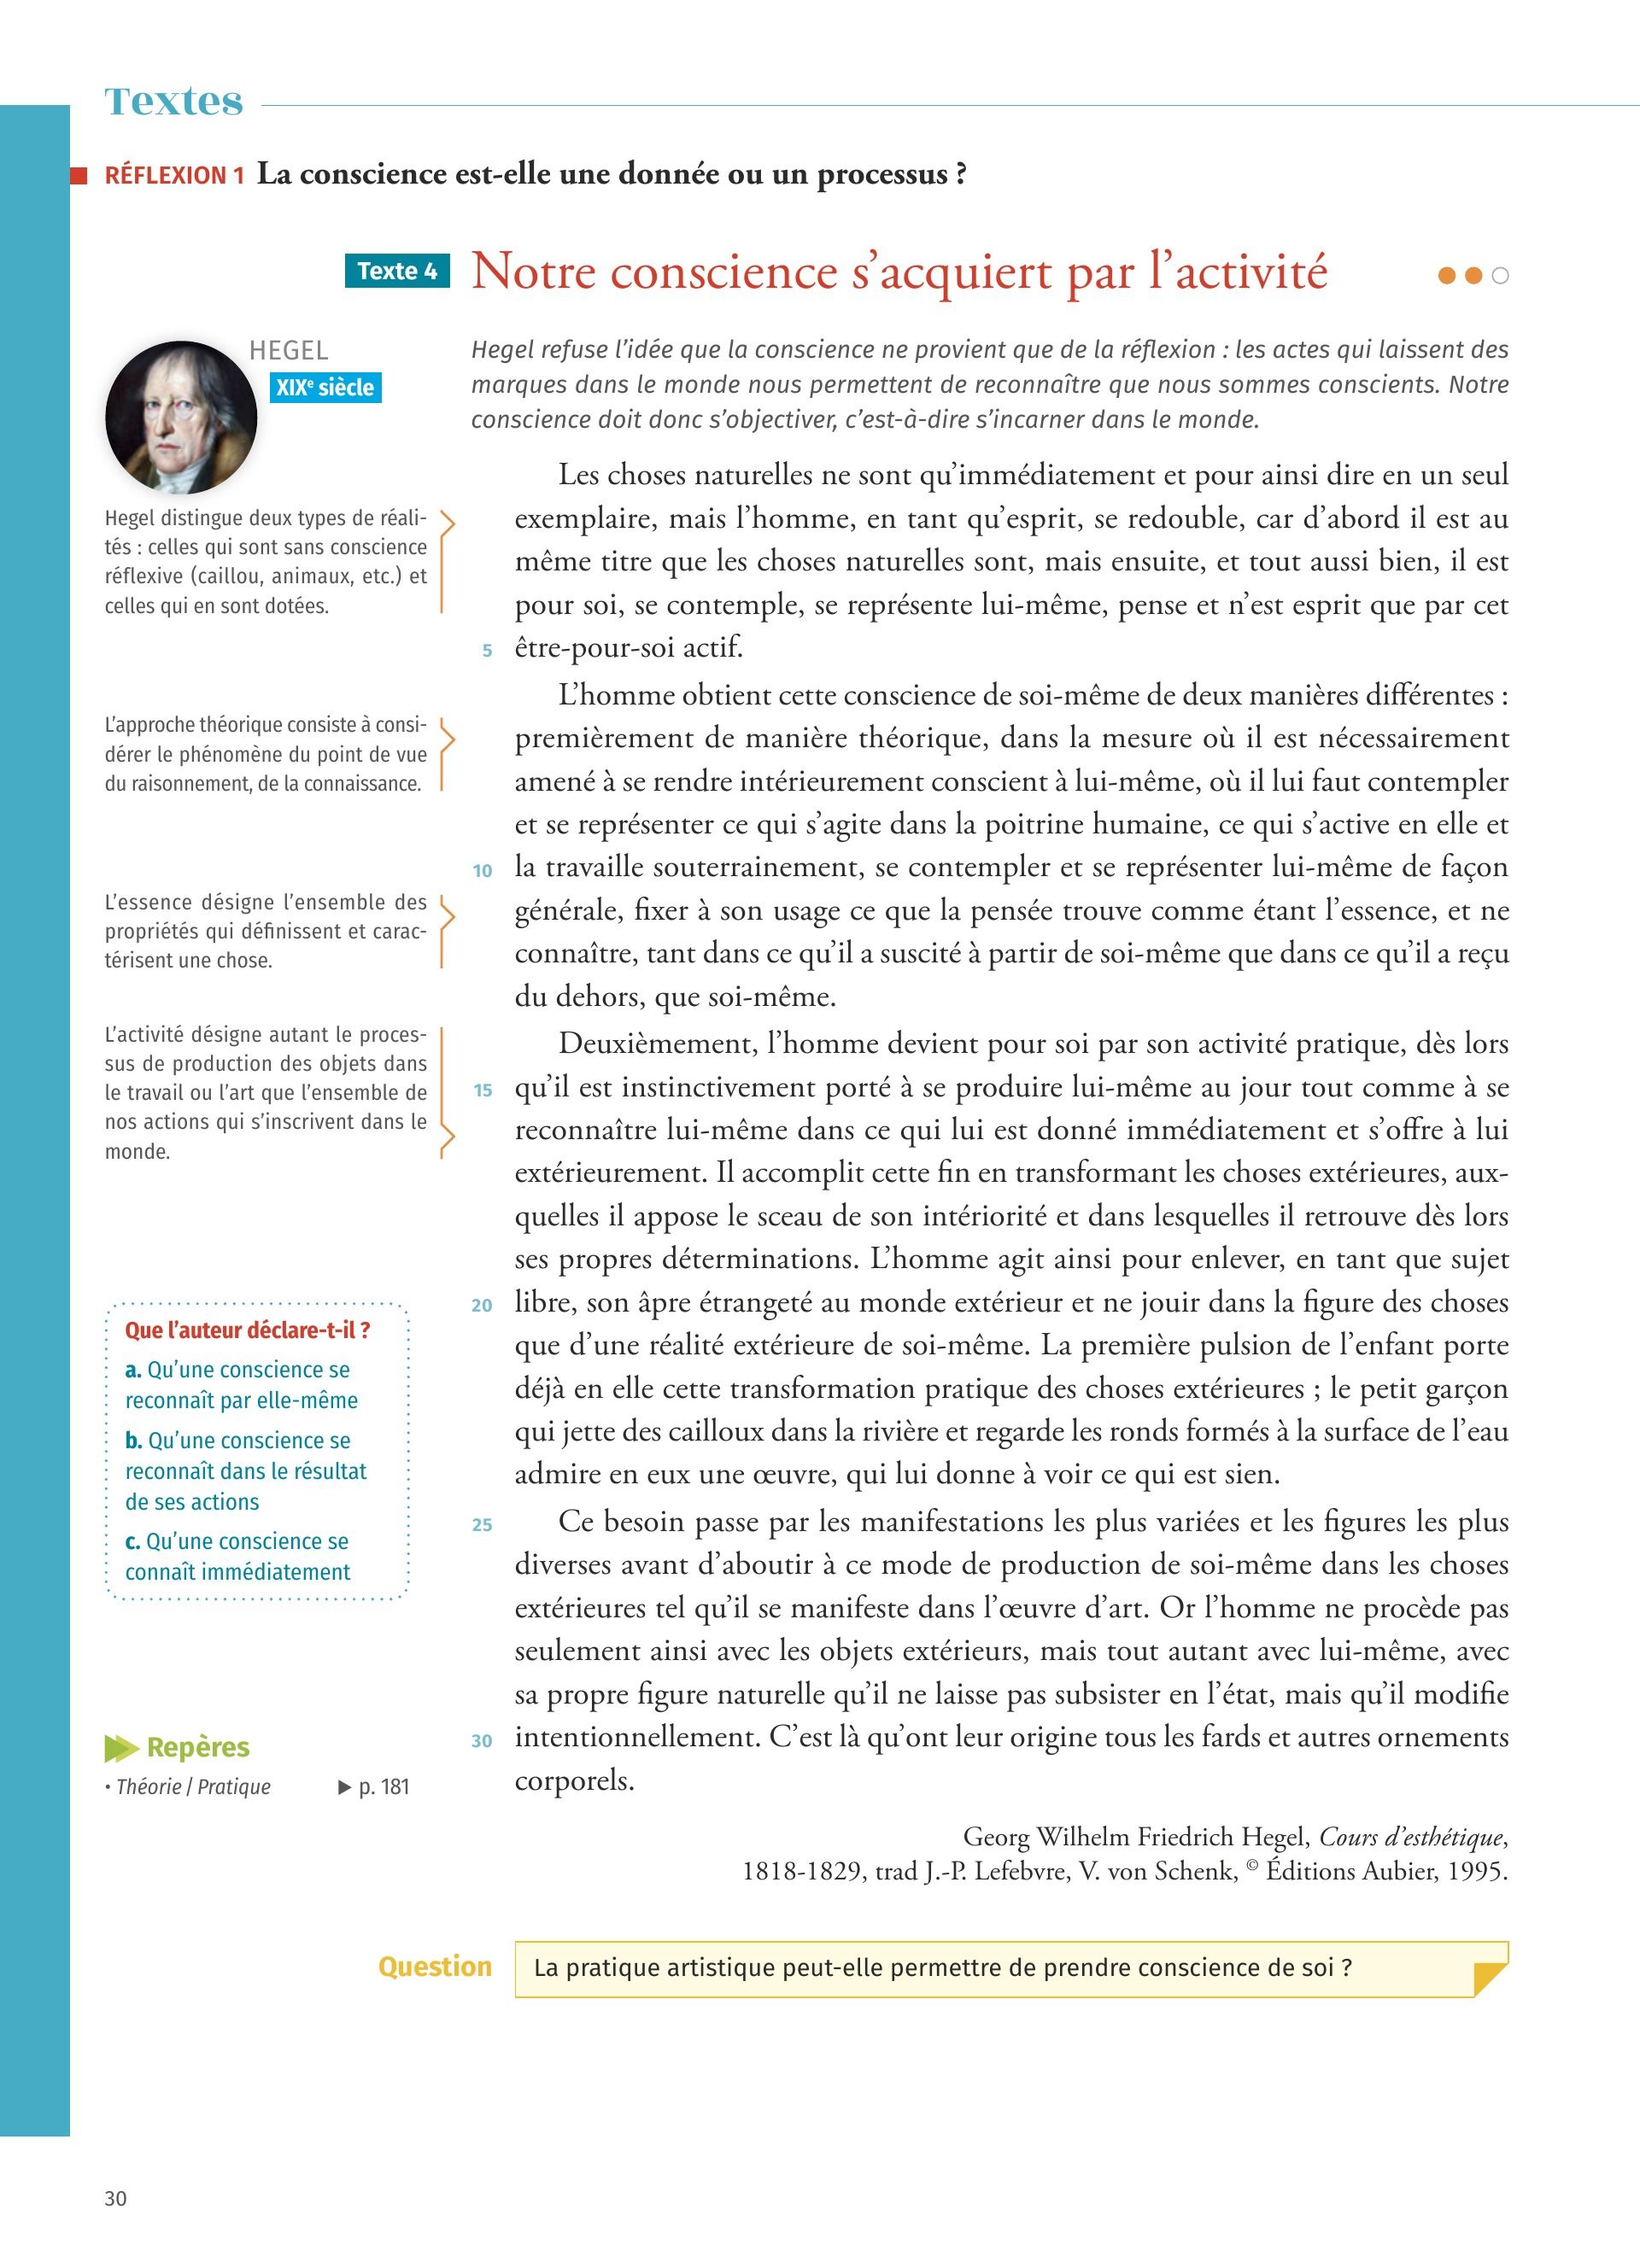 Textes
RÉFLEXION 1 La conscience est-elle une donnée ou un processus ?
Texte 4 Notre conscience s’acquiert par l’activité
HEGEL
XIXe siècle
Hegel refuse l’idée que la conscience ne provient que de la réflexion : les actes qui laissent des
marques dans le monde nous permettent de reconnaître que nous sommes conscients. Notre
conscience doit donc s’objectiver, c’est-à-dire s’incarner dans le monde.
Hegel distingue deux types de réali-
tés : celles qui sont sans conscience
réflexive (caillou, animaux, etc.) et
celles qui en sont dotées.
L’approche théorique consiste à consi-
dérer le phénomène du point de vue
du raisonnement, de la connaissance.
L’essence désigne l’ensemble des
propriétés qui définissent et carac-
térisent une chose.
L’activité désigne autant le proces-
sus de production des objets dans
le travail ou l’art que l’ensemble de
nos actions qui s’inscrivent dans le
monde.
Que l’auteur déclare-t-il ?
a. Qu’une conscience se
reconnaît par elle-même
b. Qu’une conscience se
reconnaît dans le résultat
de ses actions
c. Qu’une conscience se
connaît immédiatement
Repères
• Théorie / Pratique ▶ p. 181
Les choses naturelles ne sont qu’immédiatement et pour ainsi dire en un seul
exemplaire, mais l’homme, en tant qu’esprit, se redouble, car d’abord il est au
même titre que les choses naturelles sont, mais ensuite, et tout aussi bien, il est
pour soi, se contemple, se représente lui-même, pense et n’est esprit que par cet
5 être-pour-soi actif.
L’homme obtient cette conscience de soi-même de deux manières différentes :
premièrement de manière théorique, dans la mesure où il est nécessairement
amené à se rendre intérieurement conscient à lui-même, où il lui faut contempler
et se représenter ce qui s’agite dans la poitrine humaine, ce qui s’active en elle et
10 la travaille souterrainement, se contempler et se représenter lui-même de façon
générale, fixer à son usage ce que la pensée trouve comme étant l’essence, et ne
connaître, tant dans ce qu’il a suscité à partir de soi-même que dans ce qu’il a reçu
du dehors, que soi-même.
Deuxièmement, l’homme devient pour soi par son activité pratique, dès lors
15 qu’il est instinctivement porté à se produire lui-même au jour tout comme à se
reconnaître lui-même dans ce qui lui est donné immédiatement et s’offre à lui
extérieurement. Il accomplit cette fin en transformant les choses extérieures, aux-
quelles il appose le sceau de son intériorité et dans lesquelles il retrouve dès lors
ses propres déterminations. L’homme agit ainsi pour enlever, en tant que sujet
20 libre, son âpre étrangeté au monde extérieur et ne jouir dans la figure des choses
que d’une réalité extérieure de soi-même. La première pulsion de l’enfant porte
déjà en elle cette transformation pratique des choses extérieures ; le petit garçon
qui jette des cailloux dans la rivière et regarde les ronds formés à la surface de l’eau
admire en eux une œuvre, qui lui donne à voir ce qui est sien.
25 Ce besoin passe par les manifestations les plus variées et les figures les plus
diverses avant d’aboutir à ce mode de production de soi-même dans les choses
extérieures tel qu’il se manifeste dans l’œuvre d’art. Or l’homme ne procède pas
seulement ainsi avec les objets extérieurs, mais tout autant avec lui-même, avec
sa propre figure naturelle qu’il ne laisse pas subsister en l’état, mais qu’il modifie
30 intentionnellement. C’est là qu’ont leur origine tous les fards et autres ornements
corporels.
Georg Wilhelm Friedrich Hegel, Cours d’esthétique,
1818-1829, trad J.-P. Lefebvre, V. von Schenk, © Éditions Aubier, 1995.
Question La pratique artistique peut-elle permettre de prendre conscience de soi ?
30